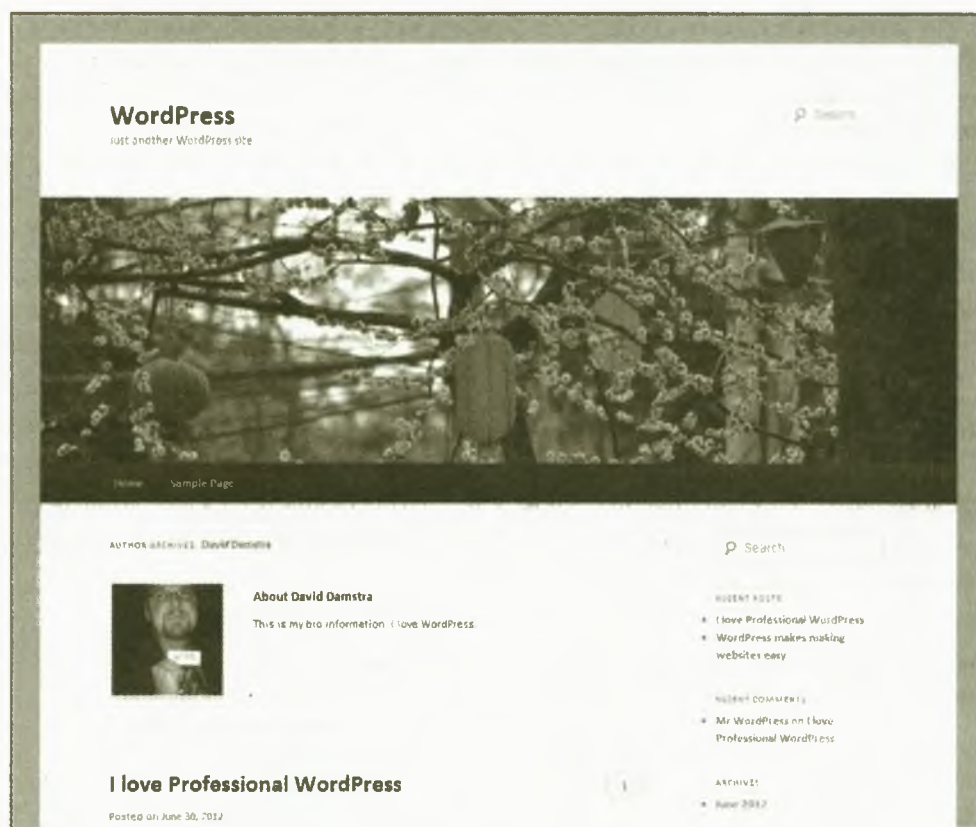 WordPress
Just another WordPress site
Search
Home Sample Page
AUTHOR ARCHIVES: David Damstra
About David Damstra
This is my bio information. I love WordPress.
I love Professional WordPress
1
Posted on June 30, 2012
Search
RECENT POSTS
I love Professional WordPress
WordPress makes making
websites easy
RECENT COMMENTS
Mr WordPress on I love
Professional WordPress
ARCHIVES
June 2012